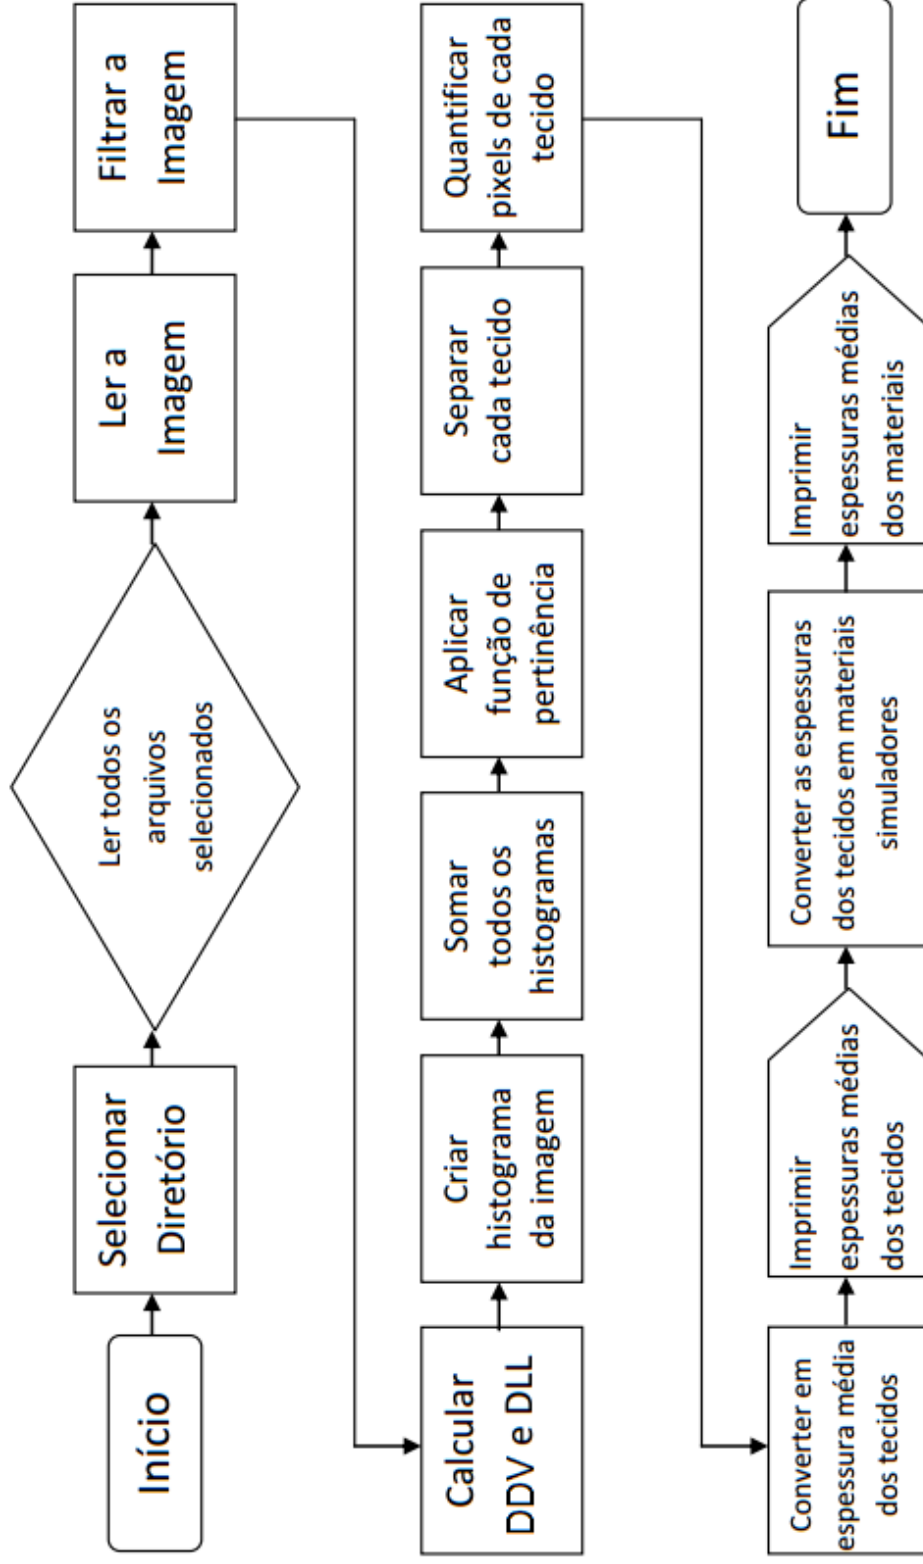 Início
Selecionar
Diretório
Ler todos os
arquivos
selecionados
Ler a
Imagem
Filtrar a
Imagem
Calcular
DDV e DLL
Criar
histograma
da imagem
Somar
todos os
histogramas
Aplicar
função de
pertinência
Separar
cada tecido
Quantificar
pixels de cada
tecido
Converter em
espessura média
dos tecidos
Imprimir
espessuras médias
dos tecidos
Converter as espessuras
dos tecidos em materiais
simuladores
Imprimir
espessuras médias
dos materiais
Fim